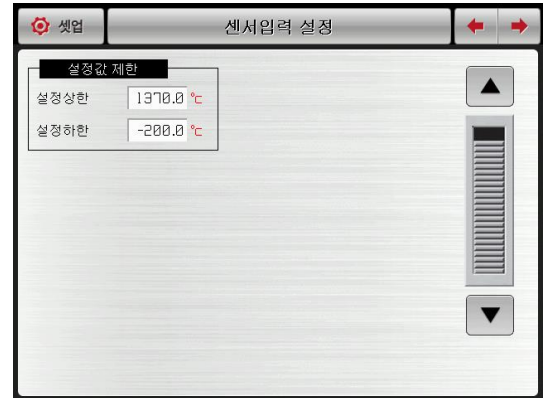 셋업
센서입력 설정
설정값 제한
설정상한 1370.0 ℃
설정하한 -200.0 ℃